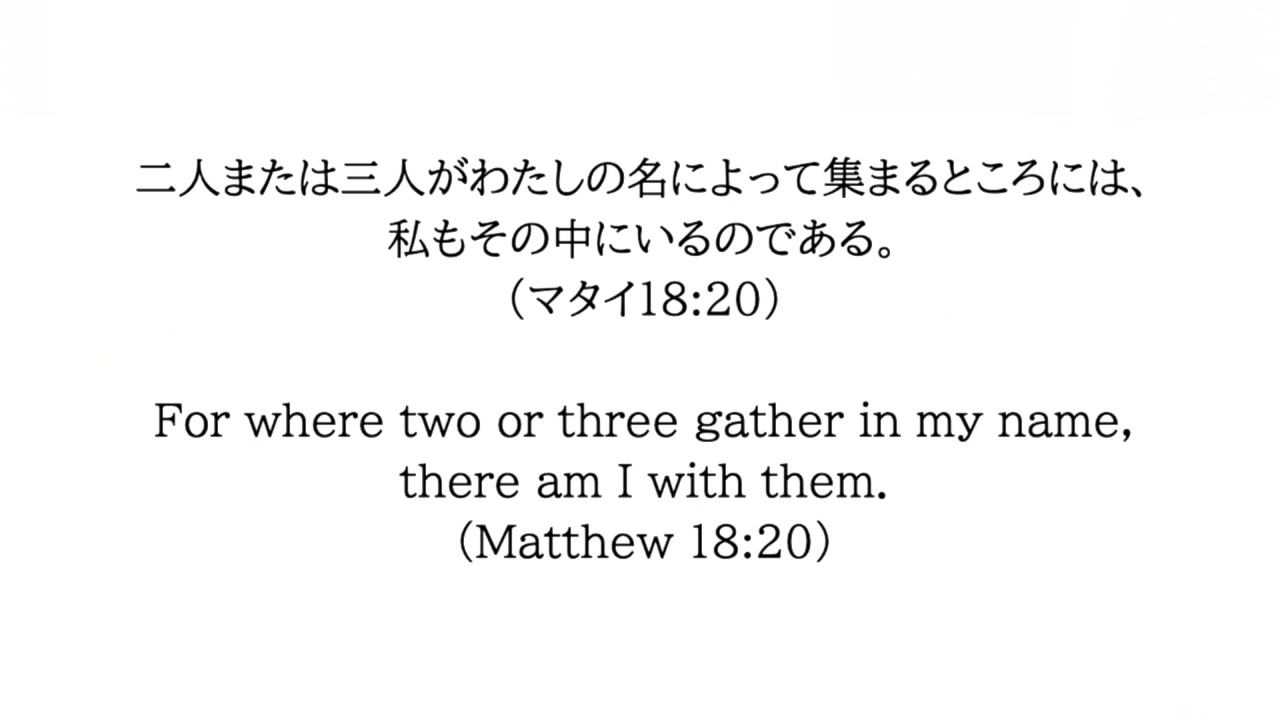 二人または三人がわたしの名によって集まるところには、
私もその中にいるのである。
（マタイ18:20）
For where two or three gather in my name,
there am I with them.
（Matthew 18:20）